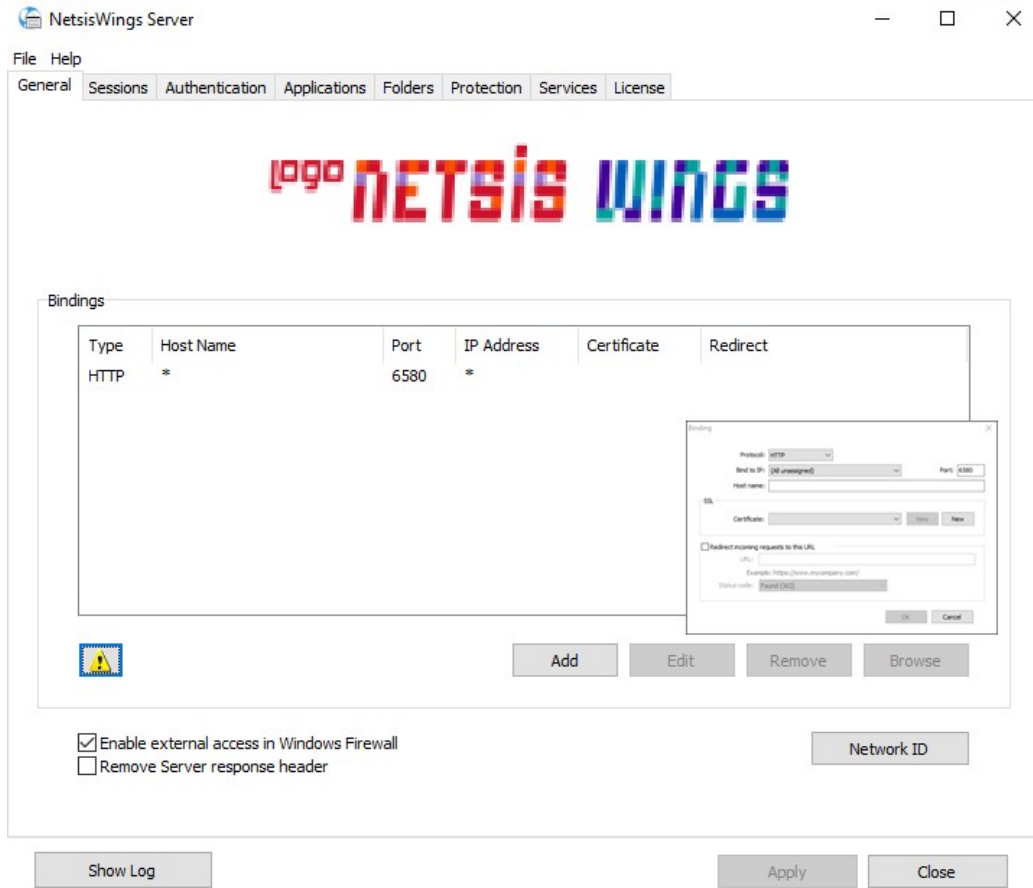 NetsisWings Server
File Help
General Sessions Authentication Applications Folders Protection Services License
logo NETSİS WINGS
Bindings
Type Host Name Port IP Address Certificate Redirect
HTTP * 6580 *
Binding
Protocol: HTTP
Bind to IP: (All unassigned) Port: 6580
Host name:
SSL
Certificate: View New
Redirect incoming requests to this URL
URL:
Example: https://www.mycompany.com/
Status code: Found (302)
OK Cancel
Add Edit Remove Browse
Enable external access in Windows Firewall
Remove Server response header
Network ID
Show Log Apply Close